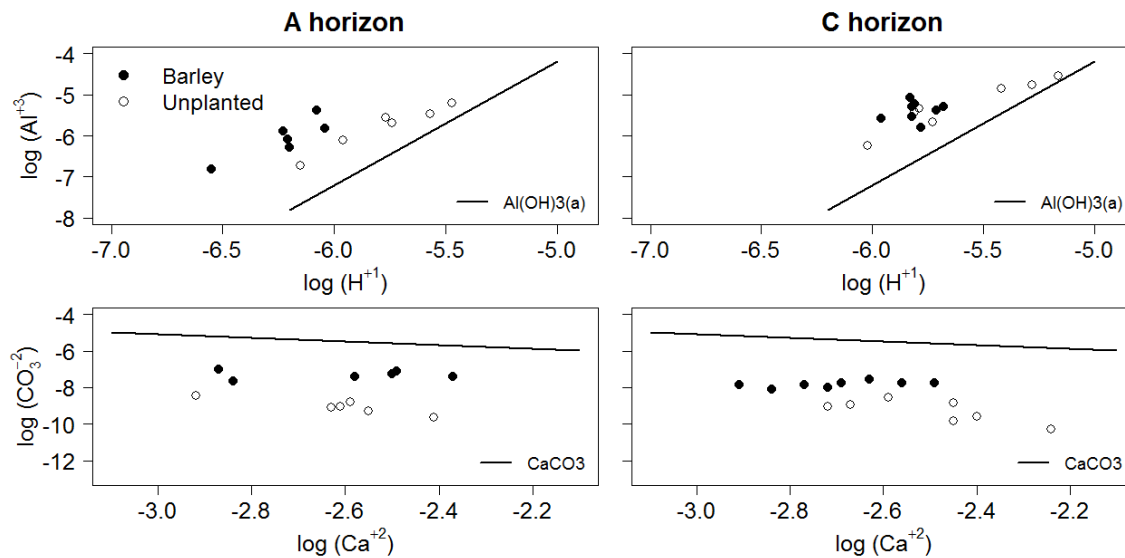 A horizon
C horizon
log (Al+3)
-4
-5
-6
-7
-8
Barley
Unplanted
Al(OH)3(a)
Al(OH)3(a)
-7.0 -6.5 -6.0 -5.5 -5.0
-7.0 -6.5 -6.0 -5.5 -5.0
log (H+1)
log (H+1)
log (CO3−2)
-4
-6
-8
-10
-12
CaCO3
CaCO3
-3.0 -2.8 -2.6 -2.4 -2.2
-3.0 -2.8 -2.6 -2.4 -2.2
log (Ca+2)
log (Ca+2)